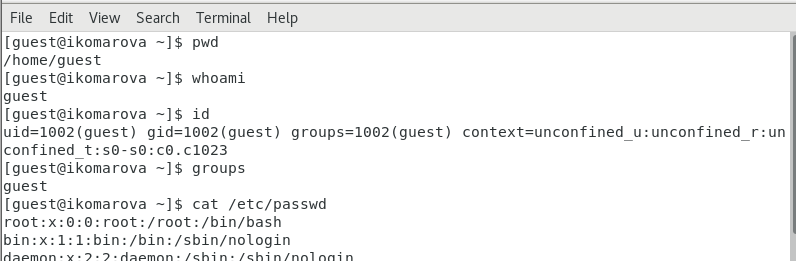 File Edit View Search Terminal Help
[guest@ikomarova ~]$ pwd
/home/guest
[guest@ikomarova ~]$ whoami
guest
[guest@ikomarova ~]$ id
uid=1002(guest) gid=1002(guest) groups=1002(guest) context=unconfined_u:unconfined_r:un
confined_t:s0-s0:c0.c1023
[guest@ikomarova ~]$ groups
guest
[guest@ikomarova ~]$ cat /etc/passwd
root:x:0:0:root:/root:/bin/bash
bin:x:1:1:bin:/bin:/sbin/nologin
daemon:x:2:2:daemon:/sbin:/sbin/nologin